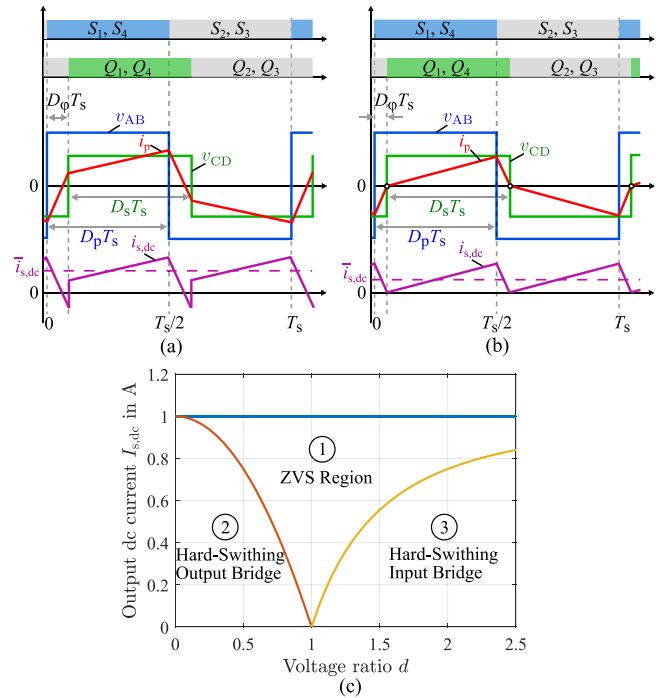 S1, S4
S2, S3
Q1, Q4
Q2, Q3
DφTs
vAB
ip
vCD
0
DsTs
DpTs
is,dc
īs,dc
0
0
Ts/2
Ts
(a)
S1, S4
S2, S3
Q1, Q4
Q2, Q3
DφTs
vAB
ip
vCD
0
DsTs
DpTs
is,dc
īs,dc
0
0
Ts/2
Ts
(b)
Output dc current Is,dc in A
1.2
1
0.8
0.6
0.4
0.2
0
1
ZVS Region
2
Hard-Swithing
Output Bridge
3
Hard-Swithing
Input Bridge
0
0.5
1
1.5
2
2.5
Voltage ratio d
(c)